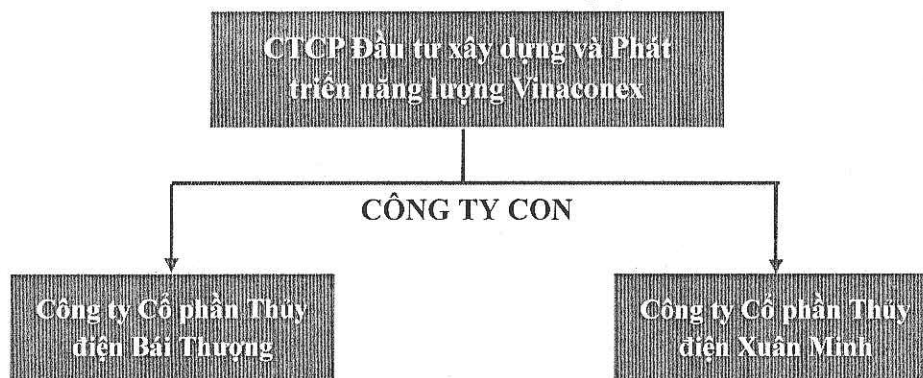 CTCP Đầu tư xây dựng và Phát
triển năng lượng Vinaconex
CÔNG TY CON
Công ty Cổ phần Thủy
điện Bái Thượng
Công ty Cổ phần Thủy
điện Xuân Minh